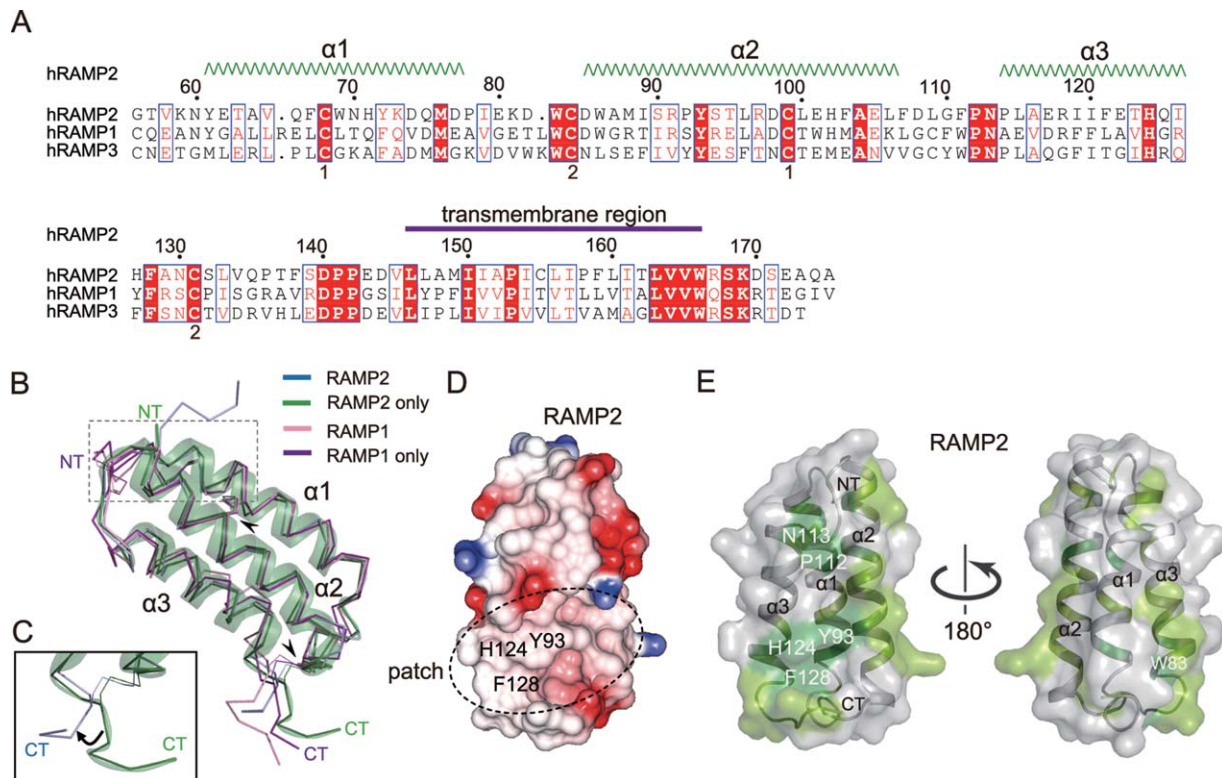 A
α1 α2 α3
hRAMP2 60 70 80 90 100 110 120
hRAMP2 GTVKNYETAV.QFCWNHYKDQMDPIEKD.WCDWAMISRPYSTLRDCLEHFAELFDLGFPNPLAERIIFETHQI
hRAMP1 CQEANYGALLRELCLTQFQVDMEAVGETLWCDWGRTIRSYRELADCTWHMAEKLGCFWPNAEVDRFFLAVHGR
hRAMP3 CNETGMLERL.PLCGKAFADMMGKVDVWKWCNLSEFIVYYESFTNCTEMEANVVGCYWPNPLAQGFITGIHRQ
1 2 1
transmembrane region
hRAMP2 130 140 150 160 170
hRAMP2 HFANCSLVQPTFSDPPEDVLLAMIIAPICLIPFLITLVVWRSKDSEAQA
hRAMP1 YFRSCPISGRAVRDPPGSILYPFIVVPITVTLLVTALVVWQSKRTEGIV
hRAMP3 FFSNCTVDRVHLEDPPDEVLIPLIVIPVVLTVAMAGLVVWRSKRTDT
2
B
RAMP2
RAMP2 only
RAMP1
RAMP1 only
NT
NT
α1
α2
α3
CT
CT
C
CT
CT
D
RAMP2
H124 Y93
patch
F128
E
RAMP2
NT
α2
N113
P112
α1
α3
Y93
H124
F128
CT
180°
α1 α3
α2
W83